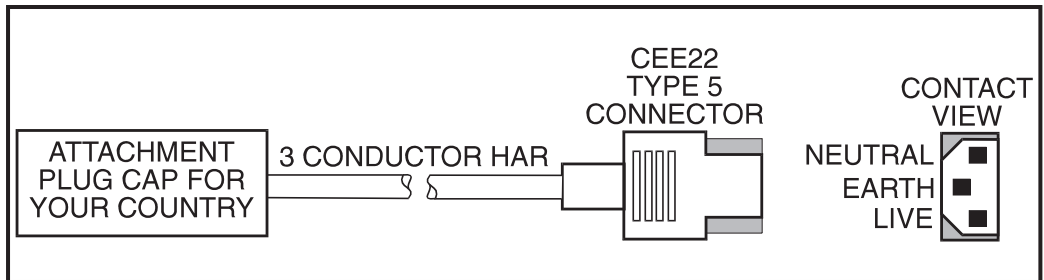 ATTACHMENT
PLUG CAP FOR
YOUR COUNTRY
3 CONDUCTOR HAR
CEE22
TYPE 5
CONNECTOR
CONTACT
VIEW
NEUTRAL
EARTH
LIVE